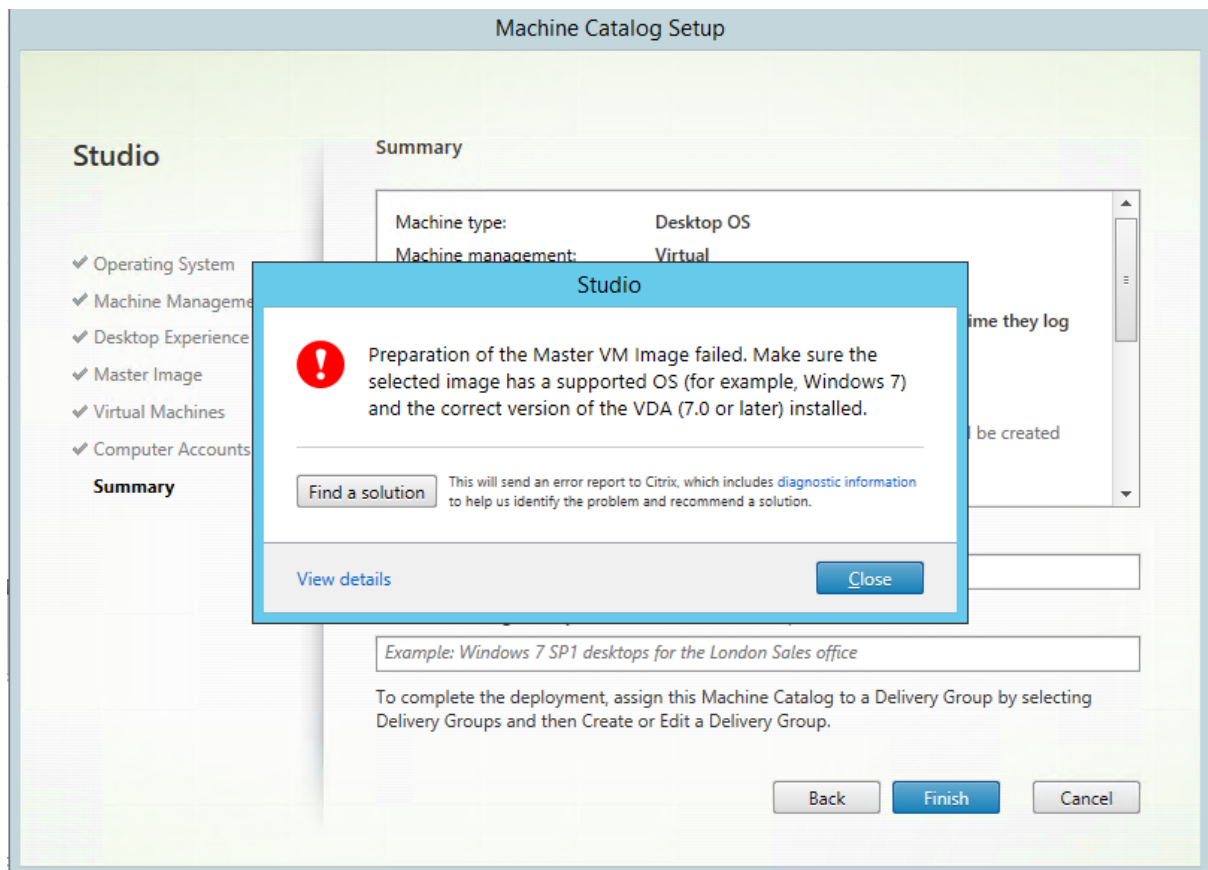 Machine Catalog Setup
Studio
Summary
Machine type: Desktop OS
Machine management: Virtual
Operating System
Machine Manageme
Desktop Experience
Master Image
Virtual Machines
Computer Accounts
Summary
ime they log
l be created
Studio
Preparation of the Master VM Image failed. Make sure the
selected image has a supported OS (for example, Windows 7)
and the correct version of the VDA (7.0 or later) installed.
Find a solution
This will send an error report to Citrix, which includes diagnostic information
to help us identify the problem and recommend a solution.
View details
Close
Example: Windows 7 SP1 desktops for the London Sales office
To complete the deployment, assign this Machine Catalog to a Delivery Group by selecting
Delivery Groups and then Create or Edit a Delivery Group.
Back
Finish
Cancel